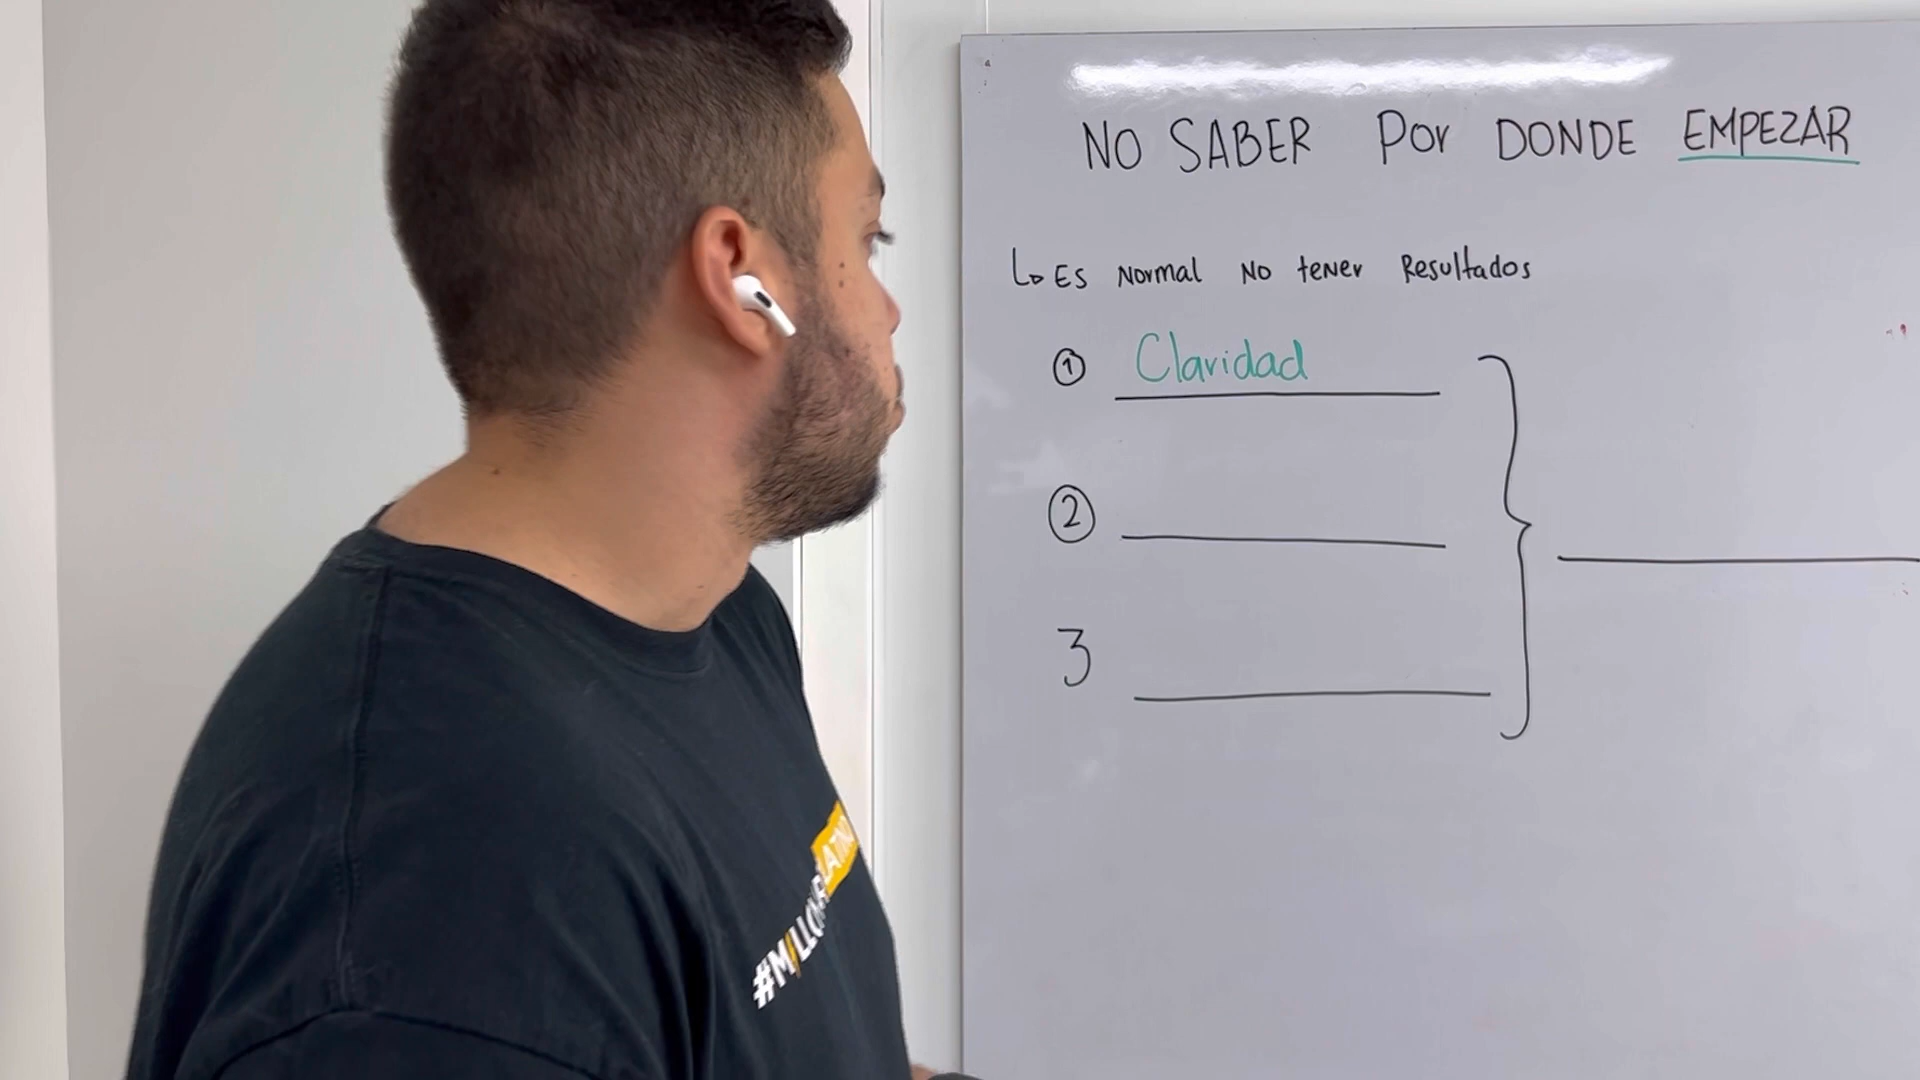 NO SABER POR DONDE EMPEZAR
Es Normal No tener Resultados
1 Claridad
2
3